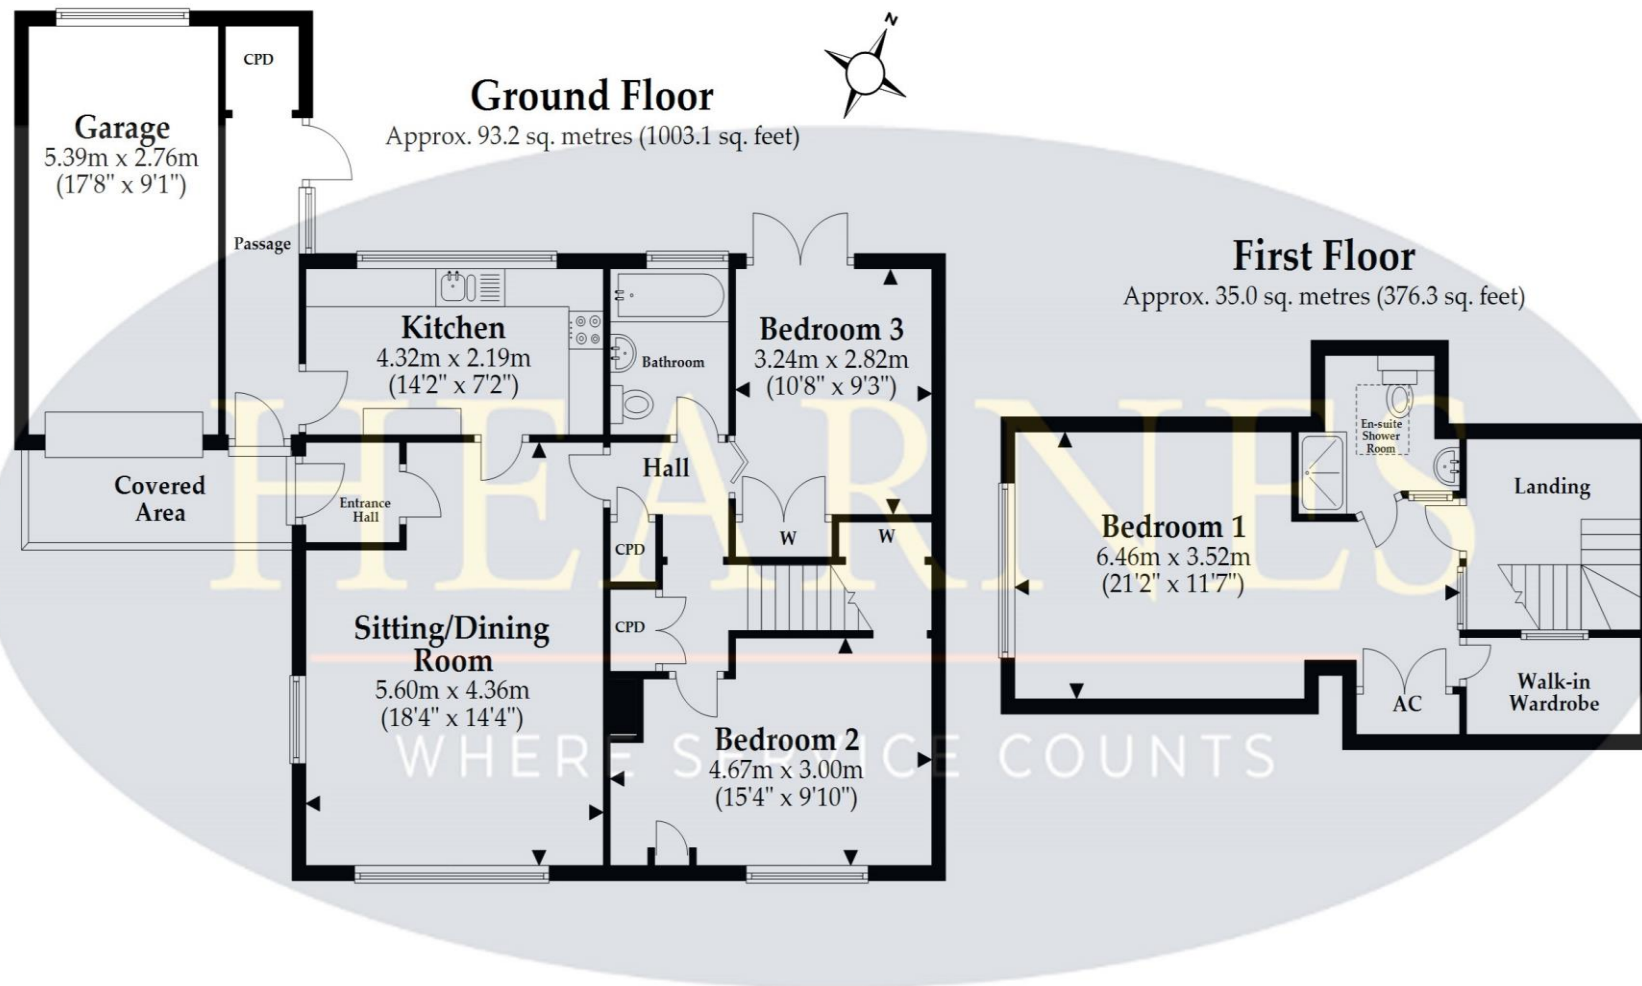 N
Ground Floor
Approx. 93.2 sq. metres (1003.1 sq. feet)
CPD
Garage
5.39m x 2.76m
(17'8" x 9'1")
Passage
Kitchen
4.32m x 2.19m
(14'2" x 7'2")
Bathroom
Bedroom 3
3.24m x 2.82m
(10'8" x 9'3")
Hall
Covered
Area
Entrance
Hall
W
W
CPD
CPD
Sitting/Dining
Room
5.60m x 4.36m
(18'4" x 14'4")
Bedroom 2
4.67m x 3.00m
(15'4" x 9'10")
First Floor
Approx. 35.0 sq. metres (376.3 sq. feet)
En-suite
Shower
Room
Landing
Bedroom 1
6.46m x 3.52m
(21'2" x 11'7")
Walk-in
Wardrobe
AC
HEARNES
WHERE SERVICE COUNTS